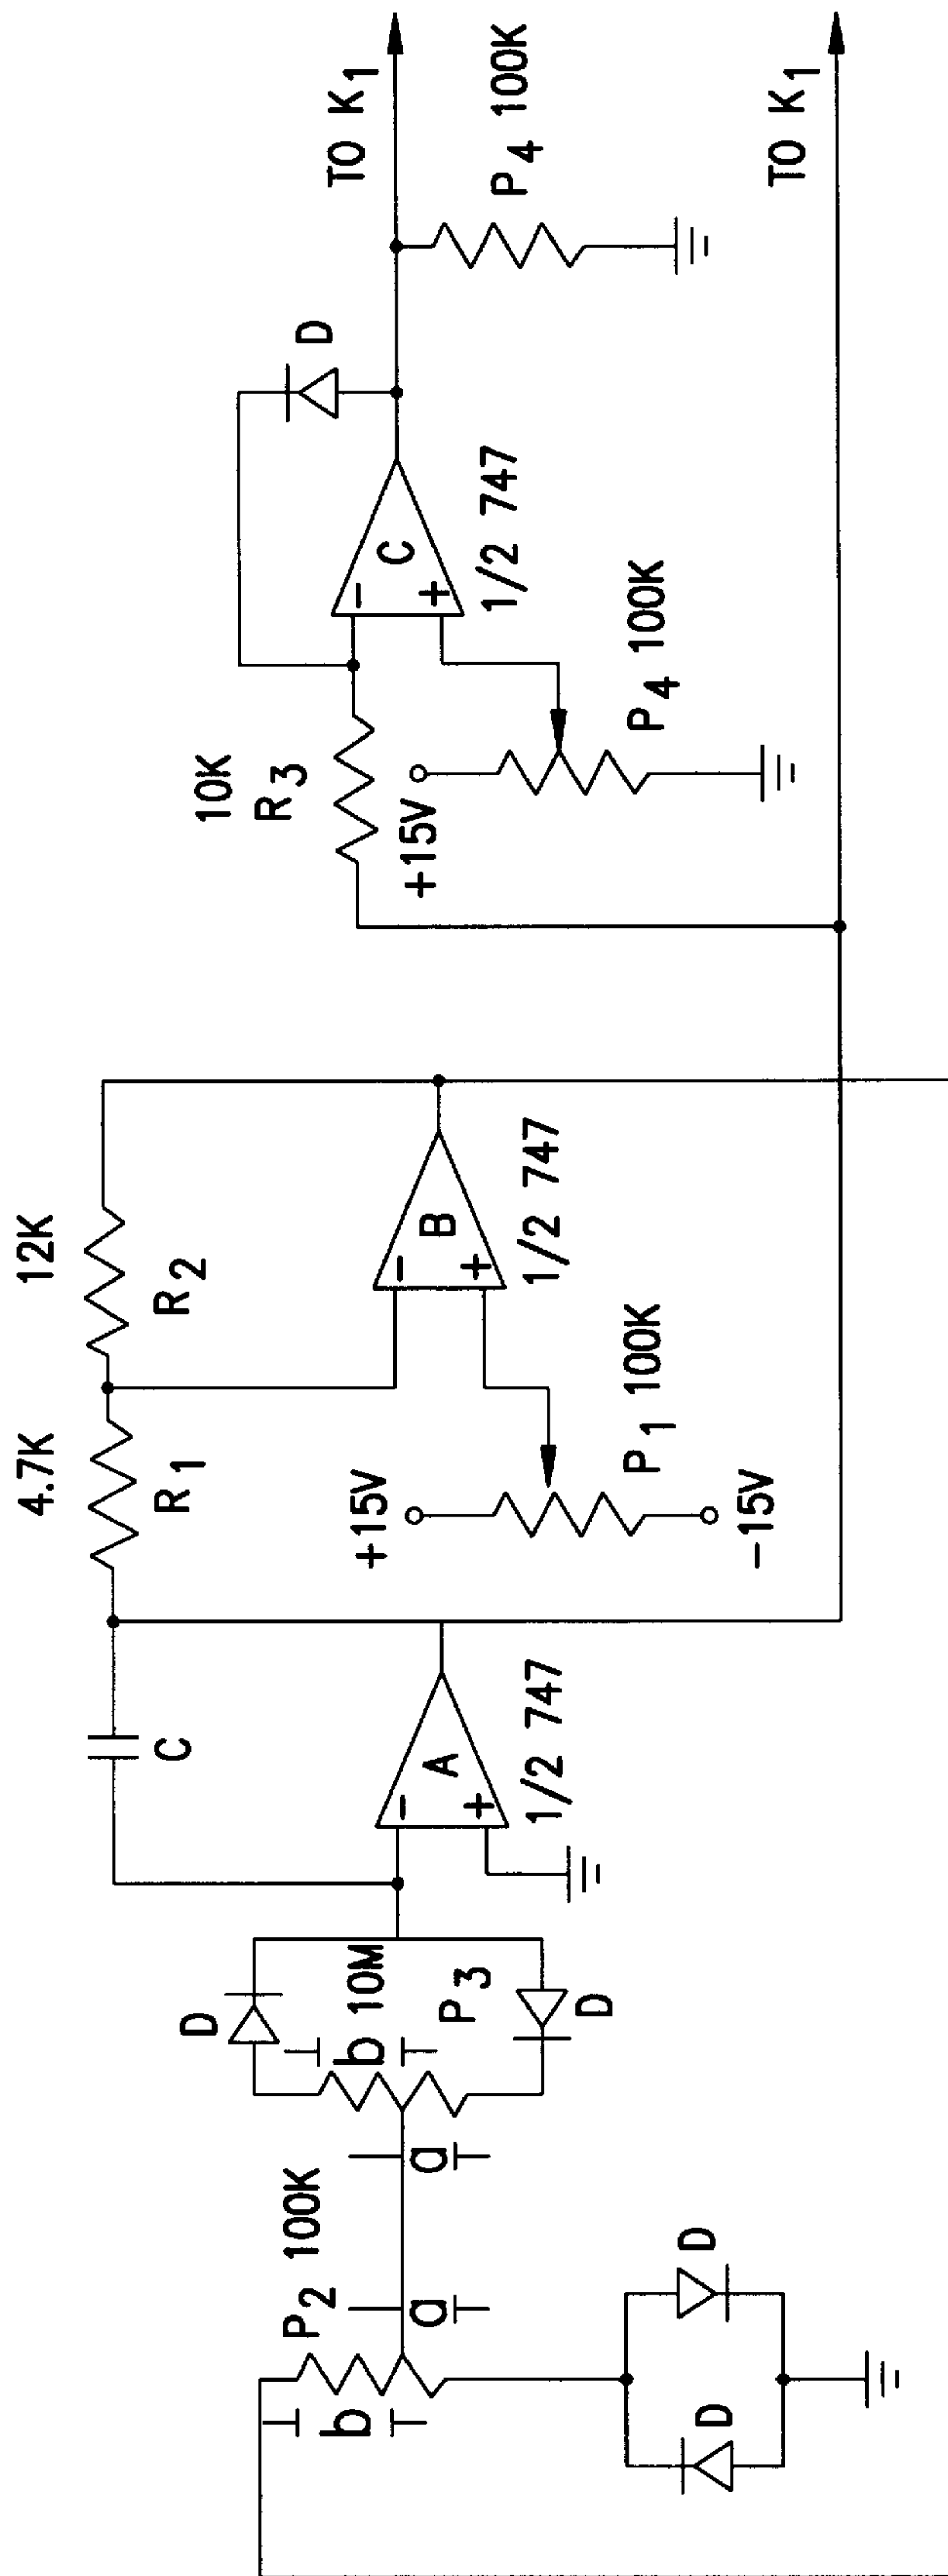 P2 100K
b
a
a
D
D
D
b 10M
P3
D
C
A
- +
1/2 747
4.7K
R1
12K
R2
+15V
P1 100K
-15V
B
- +
1/2 747
10K
R3
+15V
P4 100K
C
- +
1/2 747
D
P4 100K
TO K1
TO K1